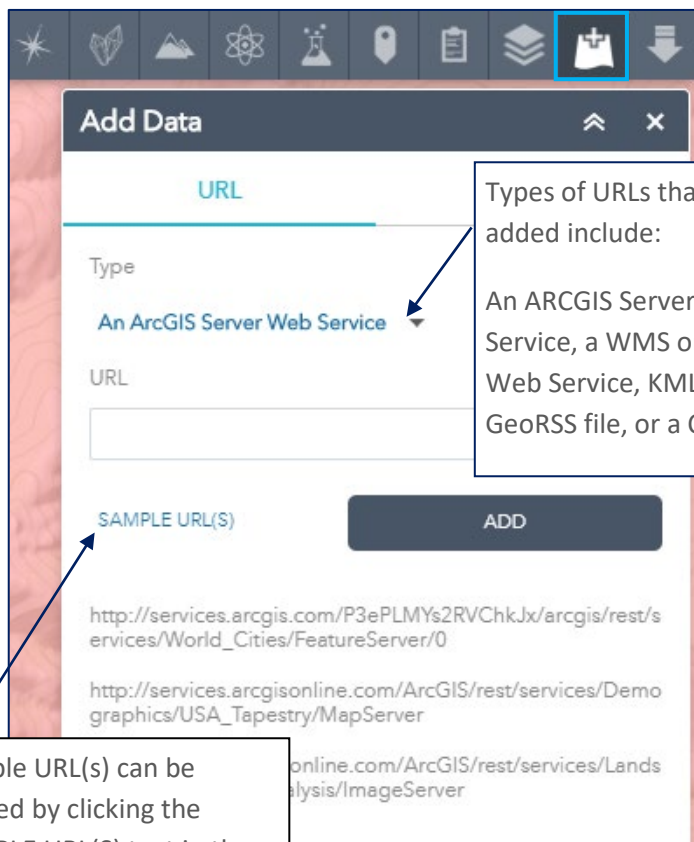 Add Data
URL
Types of URLs
added include:
Type
An ARCGIS Server
An ArcGIS Server Web Service
Service, a WMS
URL
Web Service, KML
GeoRSS file, or a
SAMPLE URL(S)
ADD
http://services.arcgis.com/P3ePLMYs2RVChkJx/arcgis/rest/s
ervices/World_Cities/FeatureServer/0
http://services.arcgisonline.com/ArcGIS/rest/services/Demo
graphics/USA_Tapestry/MapServer
URL(s) can be
online.com/ArcGIS/rest/services/Lands
by clicking the
alysis/ImageServer